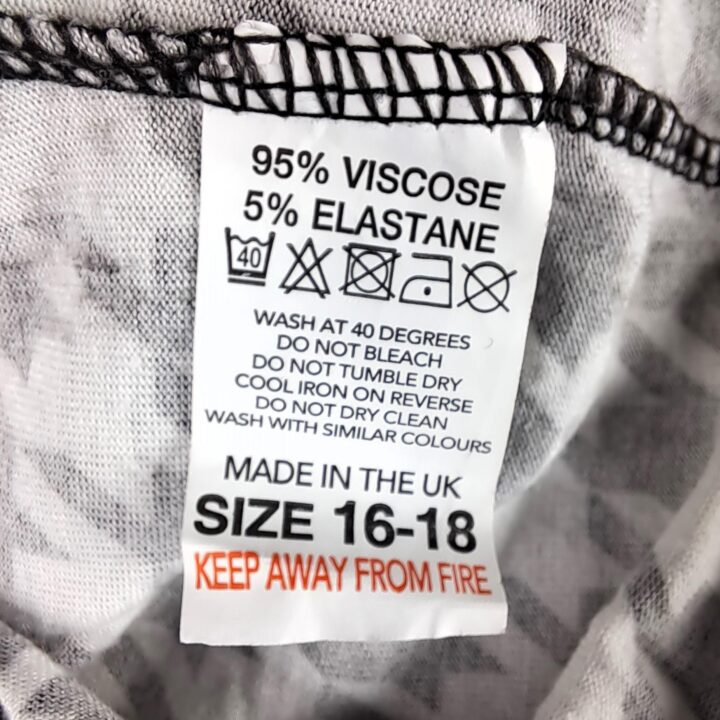 95% VISCOSE
5% ELASTANE
40
WASH AT 40 DEGREES
DO NOT BLEACH
DO NOT TUMBLE DRY
COOL IRON ON REVERSE
DO NOT DRY CLEAN
WASH WITH SIMILAR COLOURS
MADE IN THE UK
SIZE 16-18
KEEP AWAY FROM FIRE